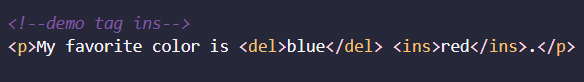 <!--demo tag ins-->
<p>My favorite color is <del>blue</del> <ins>red</ins>.</p>